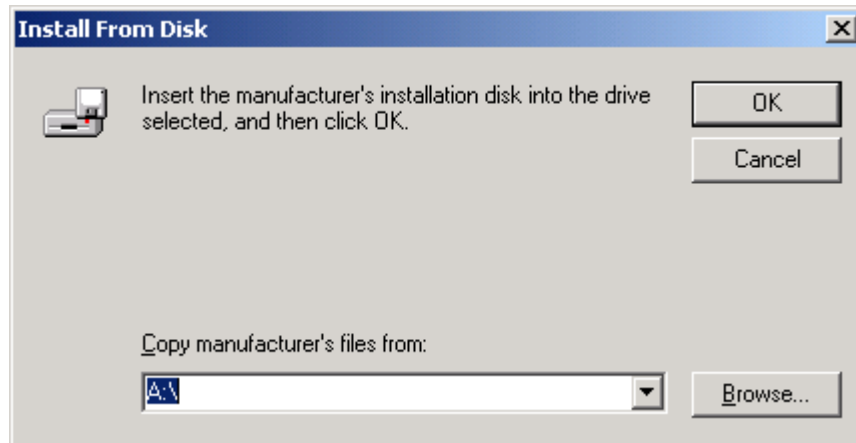 Install From Disk
Insert the manufacturer's installation disk into the drive
selected, and then click OK.
OK
Cancel
Copy manufacturer's files from:
A:\
Browse...